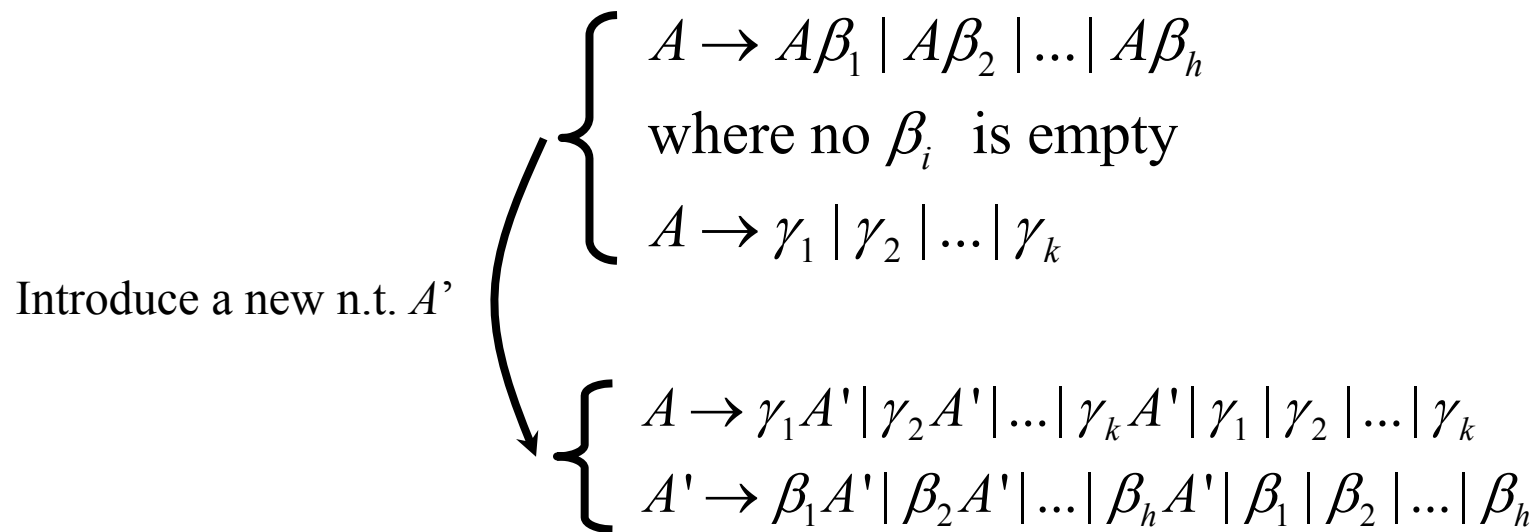 A → Aβ₁ | Aβ₂ | ... | Aβₕ
where no βᵢ is empty
A → γ₁ | γ₂ | ... | γₖ
Introduce a new n.t. A’
A → γ₁A' | γ₂A' | ... | γₖA' | γ₁ | γ₂ | ... | γₖ
A' → β₁A' | β₂A' | ... | βₕA' | β₁ | β₂ | ... | βₕ